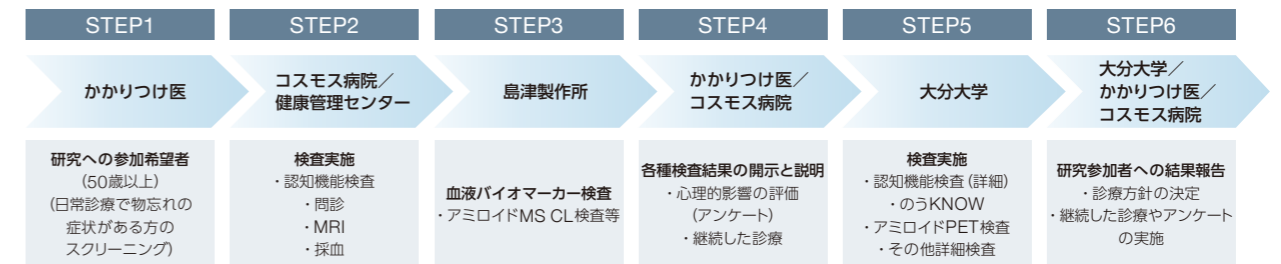 STEP1
かかりつけ医
研究への参加希望者
(50歳以上)
(日常診療で物忘れの
症状がある方の
スクリーニング)
STEP2
コスモス病院/
健康管理センター
検査実施
・認知機能検査
・問診
・MRI
・採血
STEP3
島津製作所
血液バイオマーカー検査
・アミロイドMS CL検査等
STEP4
かかりつけ医/
コスモス病院
各種検査結果の開示と説明
・心理的影響の評価
(アンケート)
・継続した診療
STEP5
大分大学
検査実施
・認知機能検査(詳細)
・のうKNOW
・アミロイドPET検査
・その他詳細検査
STEP6
大分大学/
かかりつけ医/
コスモス病院
研究参加者への結果報告
・診療方針の決定
・継続した診療やアンケート
の実施